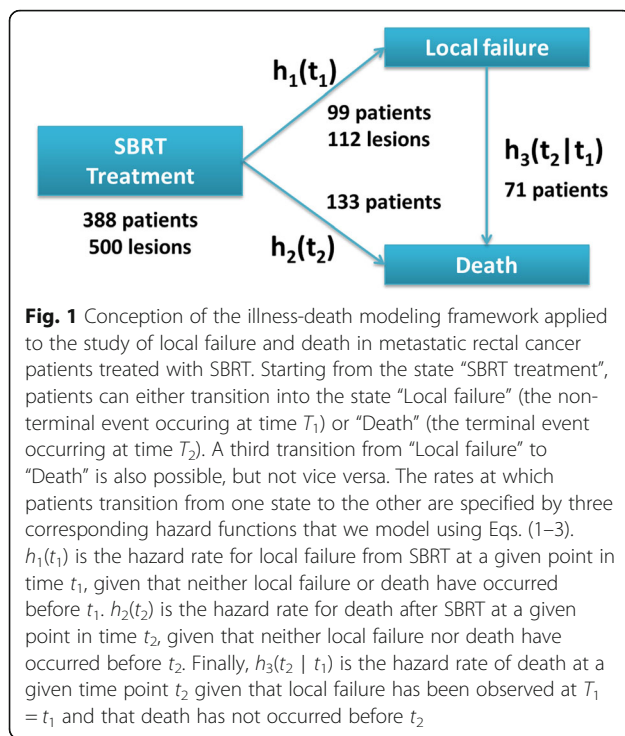 Local failure
h₁(t₁)
99 patients
112 lesions
SBRT
Treatment
h₃(t₂|t₁)
71 patients
133 patients
388 patients
500 lesions
h₂(t₂)
Death
Fig. 1 Conception of the illness-death modeling framework applied
to the study of local failure and death in metastatic rectal cancer
patients treated with SBRT. Starting from the state “SBRT treatment”,
patients can either transition into the state “Local failure” (the non-
terminal event occuring at time T₁) or “Death” (the terminal event
occurring at time T₂). A third transition from “Local failure” to
“Death” is also possible, but not vice versa. The rates at which
patients transition from one state to the other are specified by three
corresponding hazard functions that we model using Eqs. (1–3).
h₁(t₁) is the hazard rate for local failure from SBRT at a given point in
time t₁, given that neither local failure or death have occurred
before t₁. h₂(t₂) is the hazard rate for death after SBRT at a given
point in time t₂, given that neither local failure nor death have
occurred before t₂. Finally, h₃(t₂ | t₁) is the hazard rate of death at a
given time point t₂ given that local failure has been observed at T₁
= t₁ and that death has not occurred before t₂